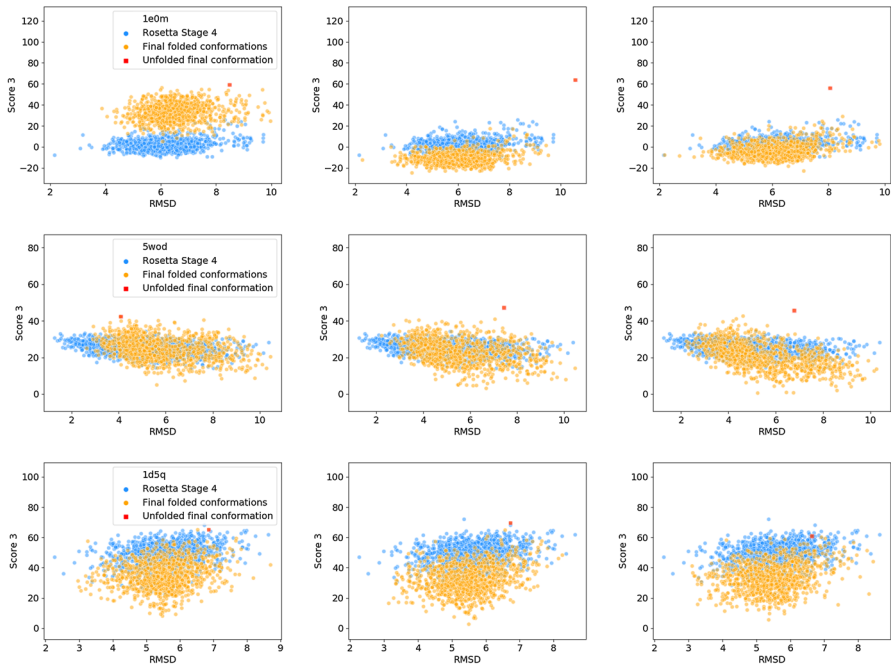 120
100
80
60
40
20
0
−20
Score 3
1e0m
Rosetta Stage 4
Final folded conformations
Unfolded final conformation
2 4 6 8 10
RMSD
120
100
80
60
40
20
0
−20
Score 3
2 4 6 8 10
RMSD
120
100
80
60
40
20
0
−20
Score 3
2 4 6 8 10
RMSD
80
60
40
20
0
Score 3
5wod
Rosetta Stage 4
Final folded conformations
Unfolded final conformation
2 4 6 8 10
RMSD
80
60
40
20
0
Score 3
2 4 6 8 10
RMSD
80
60
40
20
0
Score 3
2 4 6 8 10
RMSD
100
80
60
40
20
0
Score 3
1d5q
Rosetta Stage 4
Final folded conformations
Unfolded final conformation
2 3 4 5 6 7 8 9
RMSD
100
80
60
40
20
0
Score 3
2 3 4 5 6 7 8
RMSD
100
80
60
40
20
0
Score 3
2 3 4 5 6 7 8
RMSD